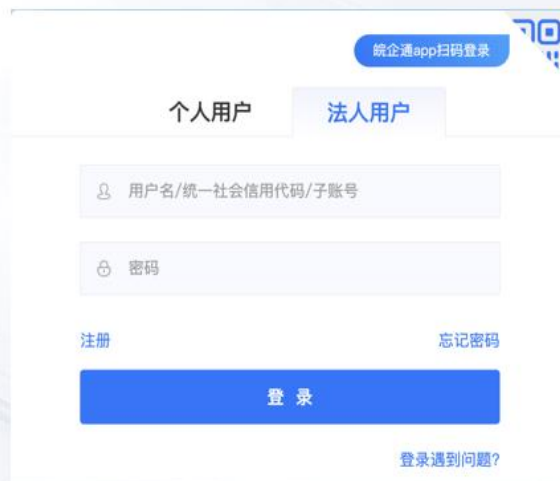 皖企通app扫码登录
个人用户 法人用户
用户名/统一社会信用代码/子账号
密码
注册 忘记密码
登 录
登录遇到问题?